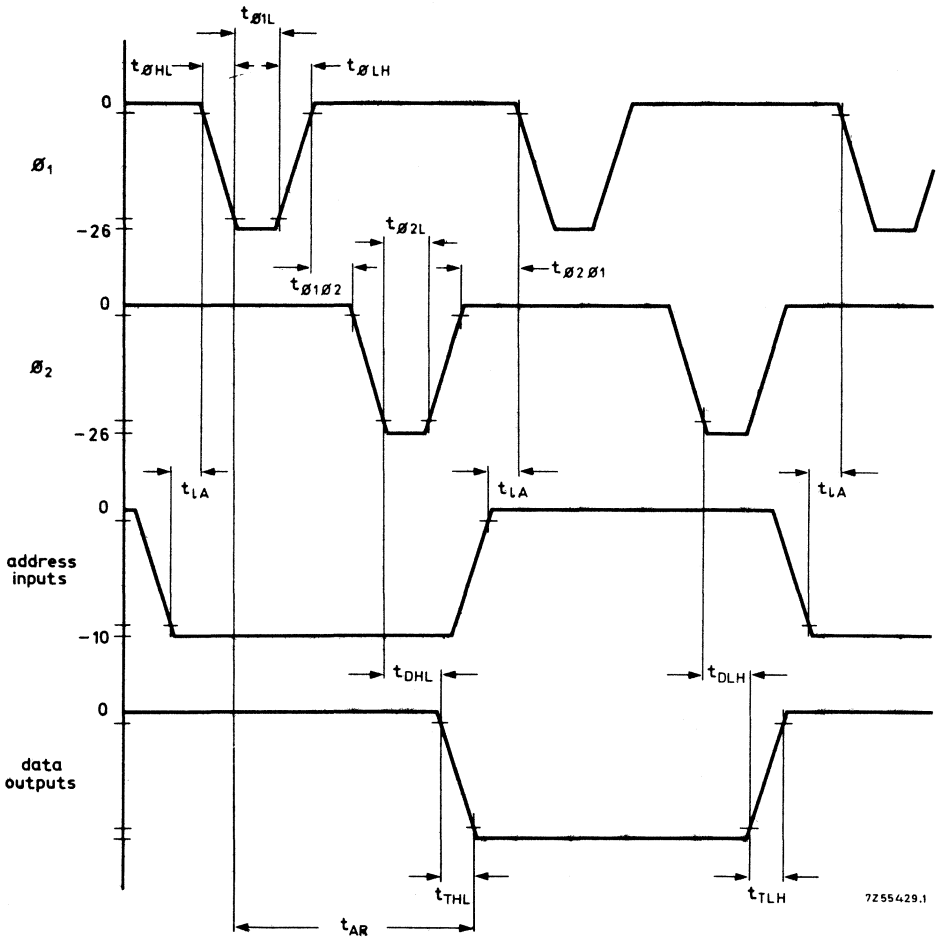 tØ1L
tØHL
tØLH
0
Ø1
-26
tØ2L
tØ1Ø2
tØ2Ø1
0
Ø2
-26
tlA
tlA
tlA
0
address
inputs
-10
tDHL
tDLH
0
data
outputs
tTHL
tTLH
7Z55429.1
tAR